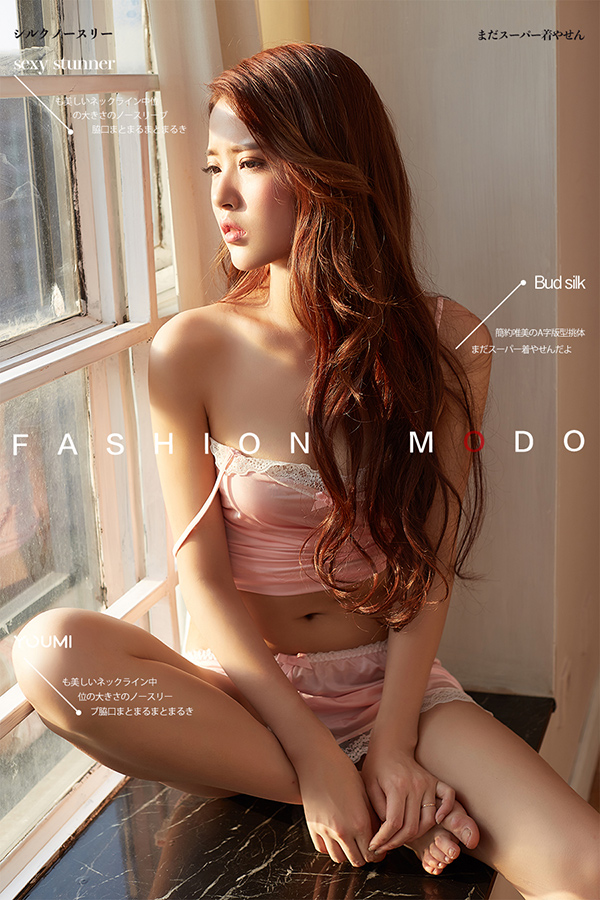 シルクノースリー
まだスーパー着やせん
sexy stunner
も美しいネックライン中位
の大きさのノースリーブ
脇口まとまるまとまるき
Bud silk
簡約唯美のA字版型挑体
まだスーパー着やせんだよ
FASHION MODO
YOUMI
も美しいネックライン中
位の大きさのノースリー
ブ脇口まとまるまとまるき